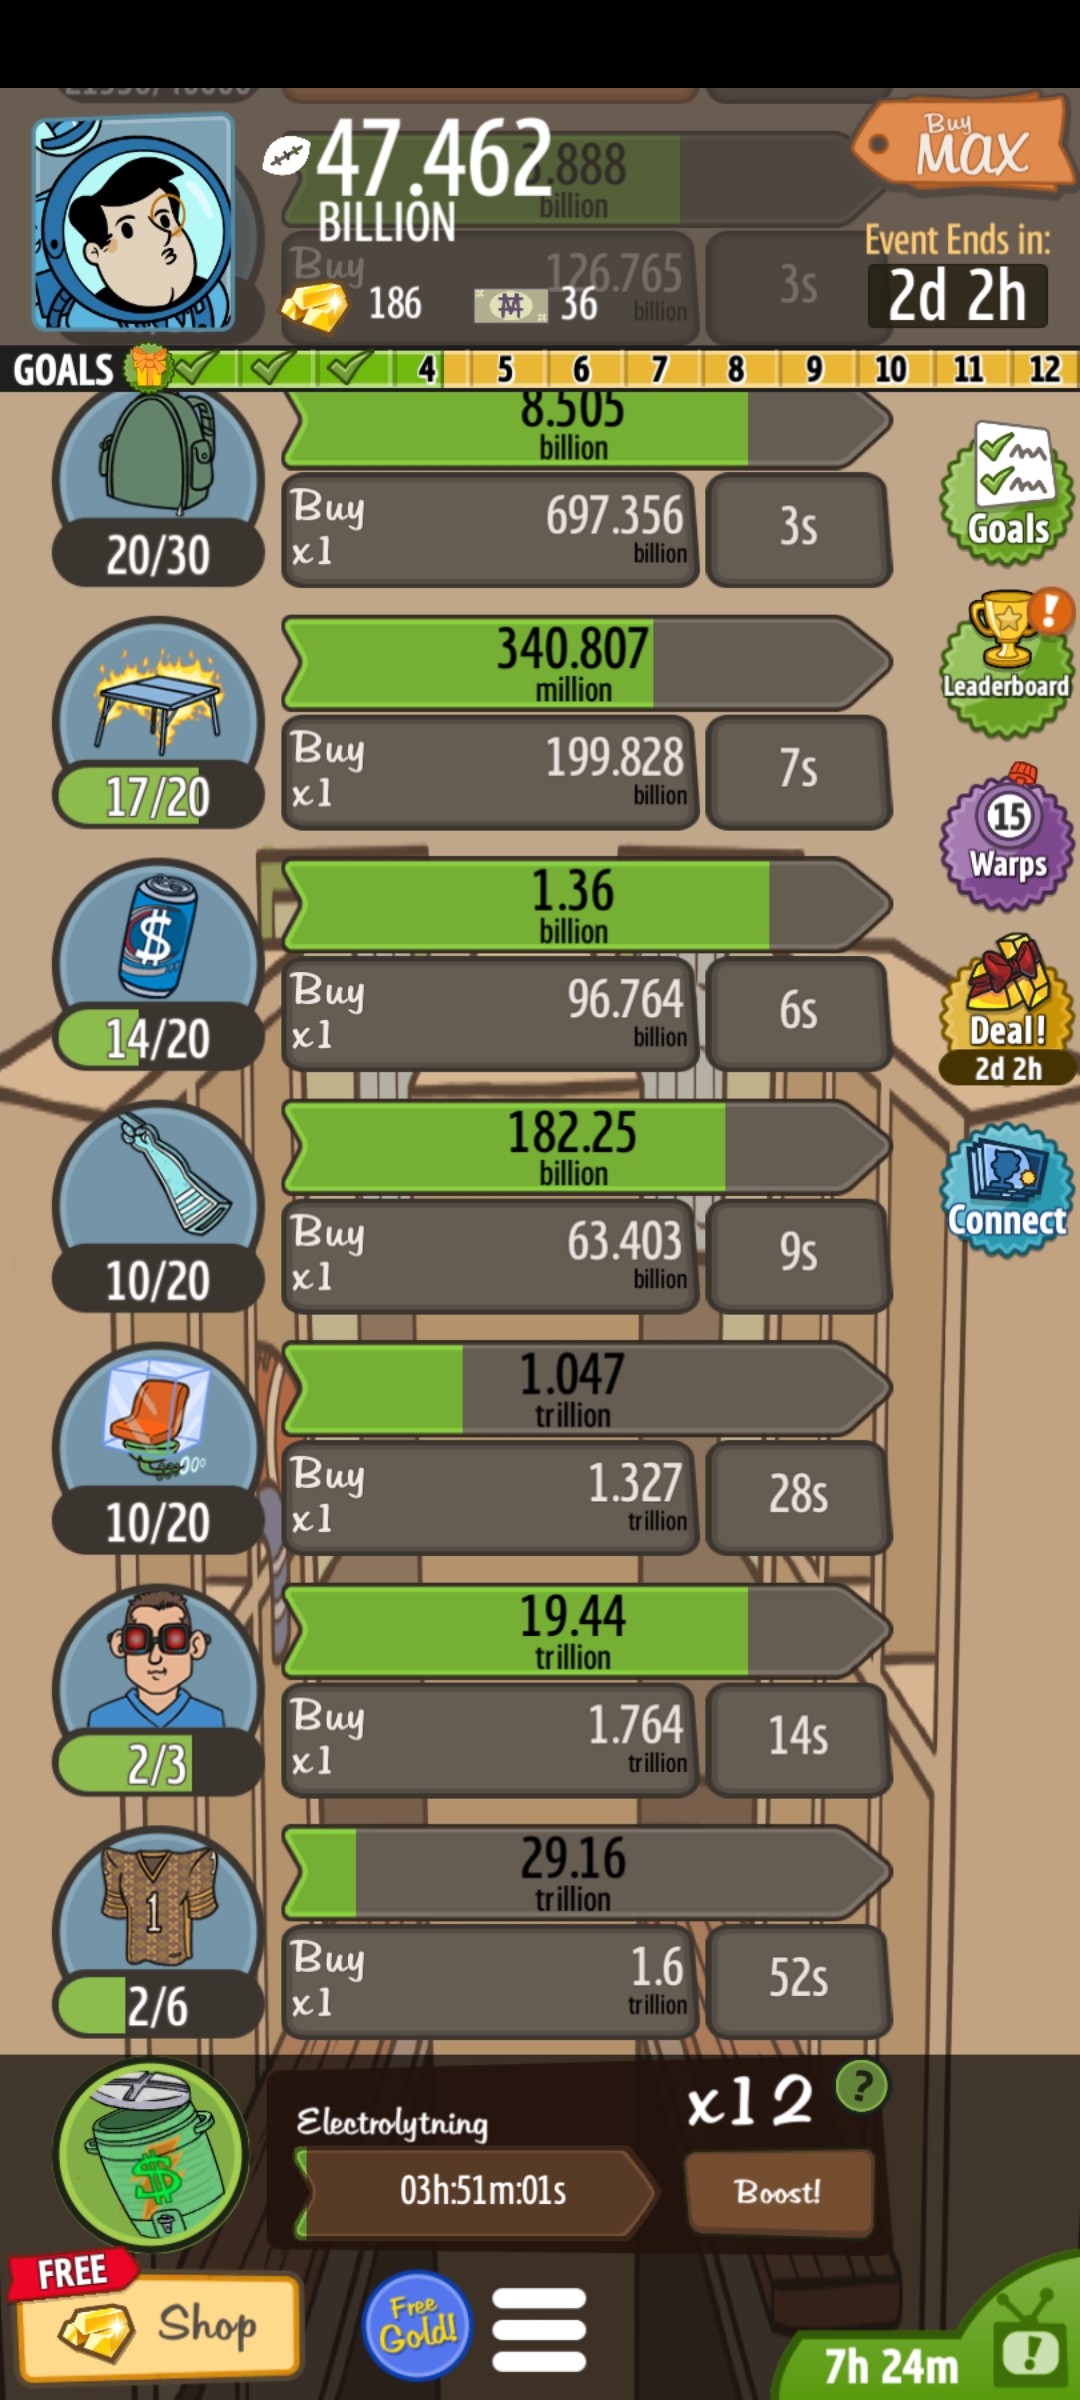 47.462
BILLION
billion
Buy
MAX
Buy
126.765
billion
3s
186
36
Event Ends in:
2d 2h
GOALS 4 5 6 7 8 9 10 11 12
8.505
billion
Buy
x1
697.356
billion
3s
20/30
Goals
340.807
million
Buy
x1
199.828
billion
7s
17/20
Leaderboard
1.36
billion
Buy
x1
96.764
billion
6s
$
14/20
15
Warps
Deal!
2d 2h
182.25
billion
Buy
x1
63.403
billion
9s
10/20
Connect
1.047
trillion
Buy
x1
1.327
trillion
28s
10/20
19.44
trillion
Buy
x1
1.764
trillion
14s
2/3
29.16
trillion
1
Buy
x1
1.6
trillion
52s
2/6
x12
?
Electrolytning
03h:51m:01s
Boost!
$
FREE
Shop
Free
Gold!
7h 24m